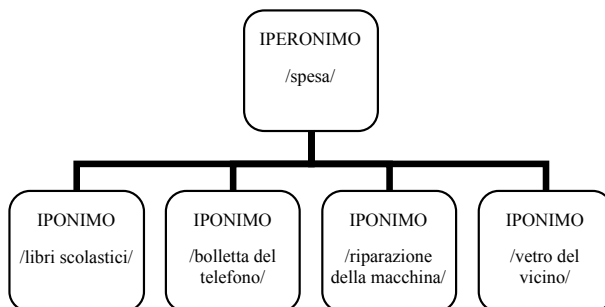 IPERONIMO
/spesa/
IPONIMO
/libri scolastici/
IPONIMO
/bolletta del
telefono/
IPONIMO
/riparazione
della macchina/
IPONIMO
/vetro del
vicino/